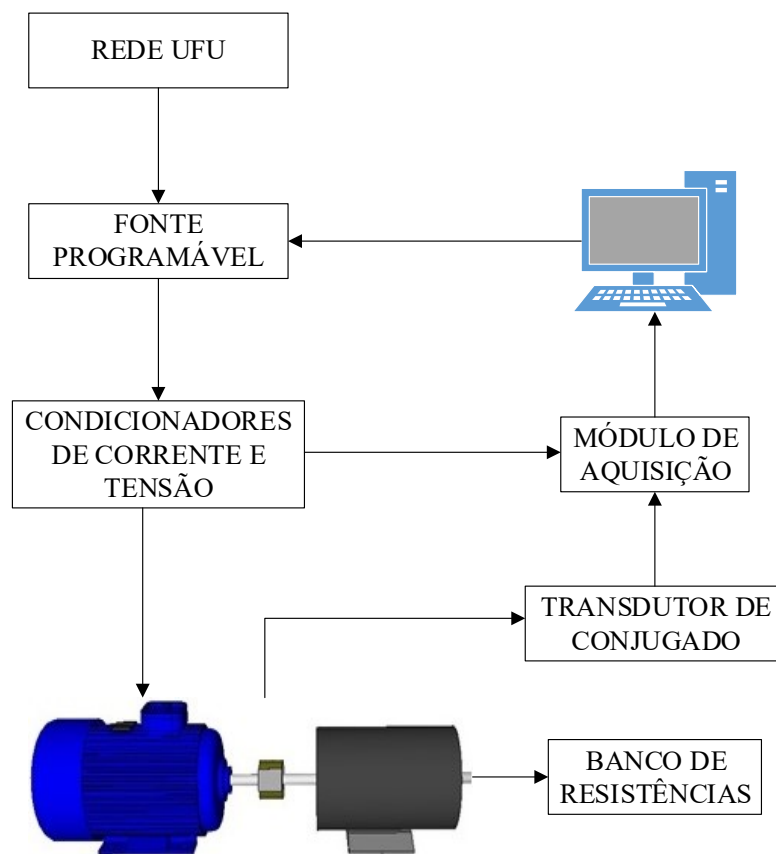 REDE UFU
FONTE
PROGRAMÁVEL
CONDICIONADORES
DE CORRENTE E
TENSÃO
MÓDULO DE
AQUISIÇÃO
TRANSDUTOR DE
CONJUGADO
BANCO DE
RESISTÊNCIAS